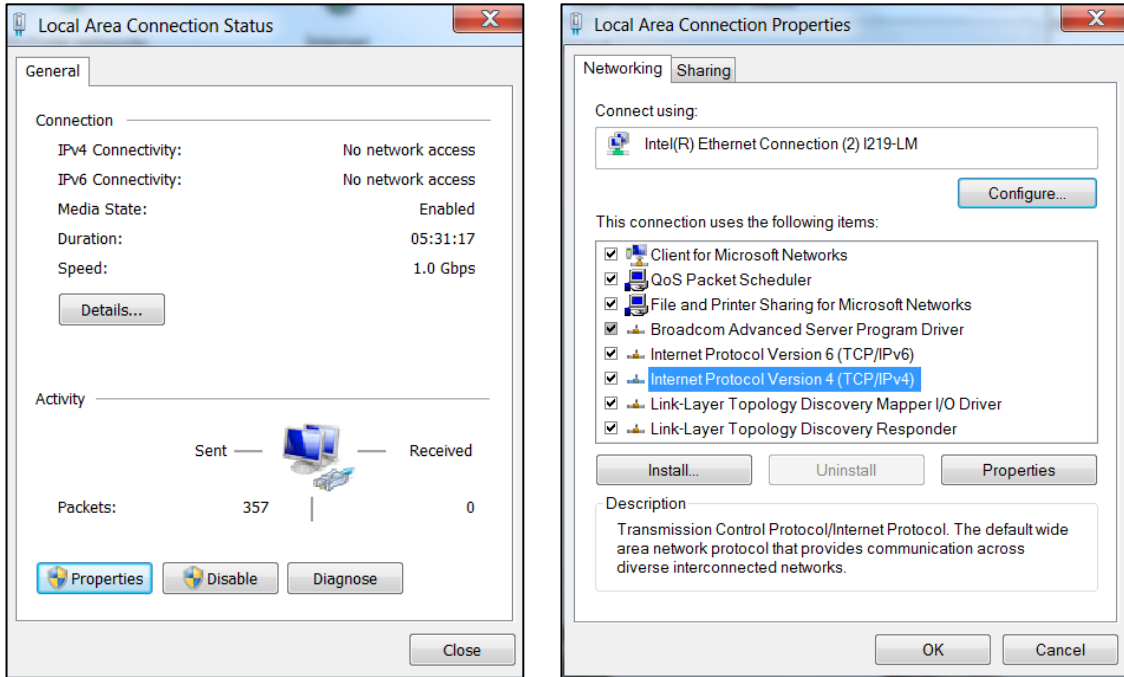 Local Area Connection Status
General
Connection
IPv4 Connectivity: No network access
IPv6 Connectivity: No network access
Media State: Enabled
Duration: 05:31:17
Speed: 1.0 Gbps
Details...
Activity
Sent Received
Packets: 357 0
Properties Disable Diagnose
Close
Local Area Connection Properties
Networking Sharing
Connect using:
Intel(R) Ethernet Connection (2) I219-LM
Configure...
This connection uses the following items:
Client for Microsoft Networks
QoS Packet Scheduler
File and Printer Sharing for Microsoft Networks
Broadcom Advanced Server Program Driver
Internet Protocol Version 6 (TCP/IPv6)
Internet Protocol Version 4 (TCP/IPv4)
Link-Layer Topology Discovery Mapper I/O Driver
Link-Layer Topology Discovery Responder
Install... Uninstall Properties
Description
Transmission Control Protocol/Internet Protocol. The default wide
area network protocol that provides communication across
diverse interconnected networks.
OK Cancel